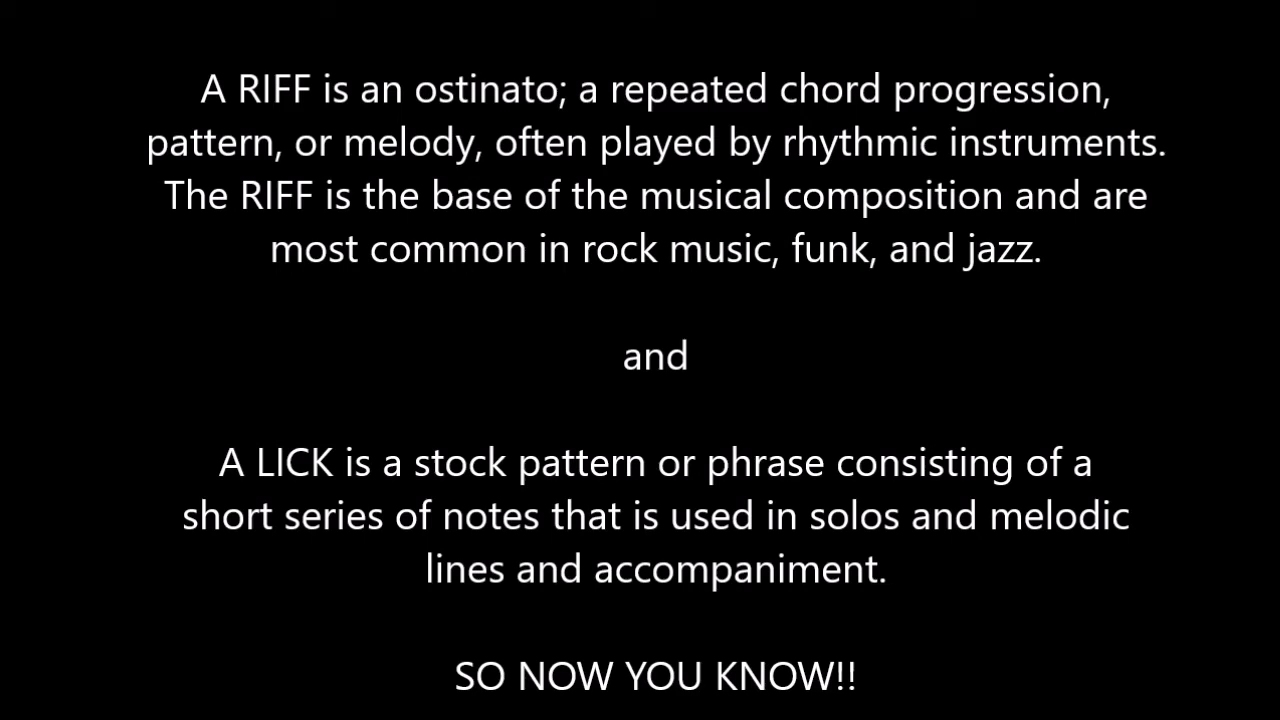 A RIFF is an ostinato; a repeated chord progression,
pattern, or melody, often played by rhythmic instruments.
The RIFF is the base of the musical composition and are
most common in rock music, funk, and jazz.
and
A LICK is a stock pattern or phrase consisting of a
short series of notes that is used in solos and melodic
lines and accompaniment.
SO NOW YOU KNOW!!